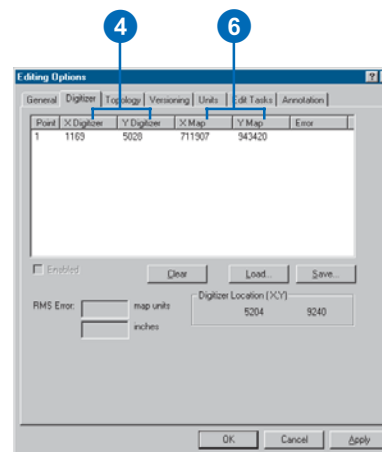 4 6
Editing Options ?
General Digitizer Topology Versioning Units Edit Tasks Annotation
Point X Digitizer Y Digitizer X Map Y Map Error
1 1169 5028 711907 943420
Enabled Clear Load... Save...
Digitizer Location (X,Y)
RMS Error: map units 5204 9240
inches
OK Cancel Apply